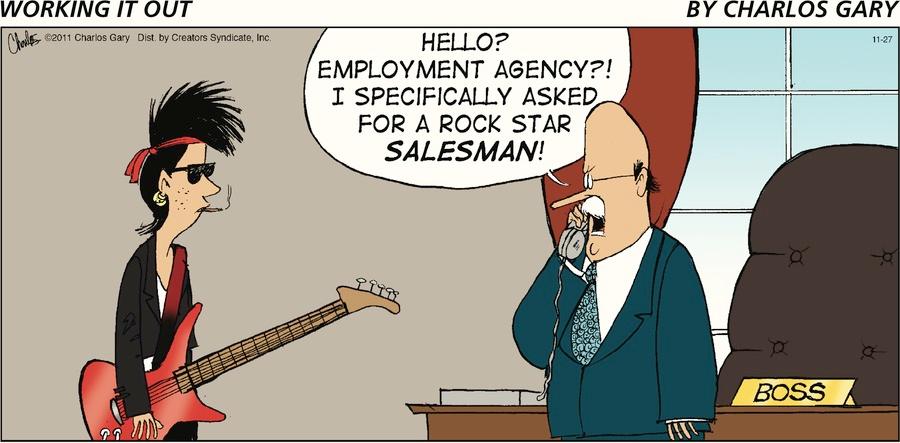 WORKING IT OUT
BY CHARLOS GARY
Charlos ©2011 Charlos Gary Dist. by Creators Syndicate, Inc.
11-27
HELLO?
EMPLOYMENT AGENCY?!
I SPECIFICALLY ASKED
FOR A ROCK STAR
SALESMAN!
BOSS